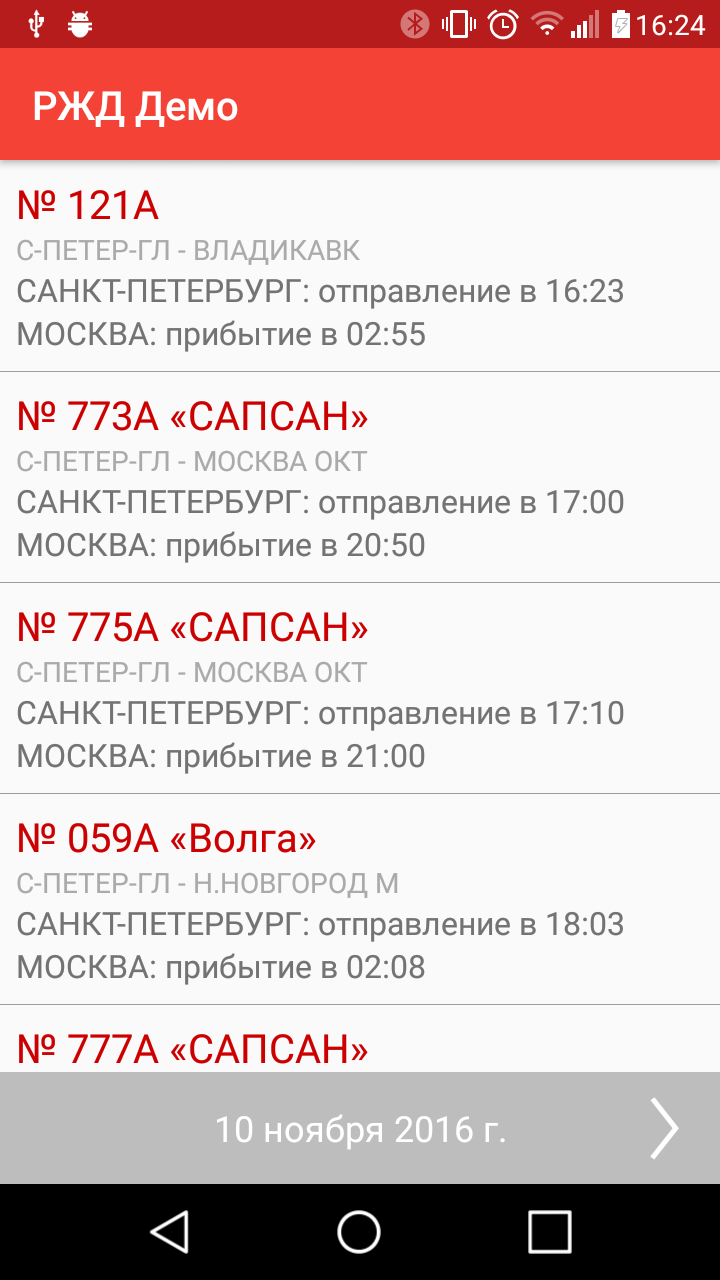 16:24
РЖД Демо
№ 121А
С-ПЕТЕР-ГЛ - ВЛАДИКАВК
САНКТ-ПЕТЕРБУРГ: отправление в 16:23
МОСКВА: прибытие в 02:55
№ 773А «САПСАН»
С-ПЕТЕР-ГЛ - МОСКВА ОКТ
САНКТ-ПЕТЕРБУРГ: отправление в 17:00
МОСКВА: прибытие в 20:50
№ 775А «САПСАН»
С-ПЕТЕР-ГЛ - МОСКВА ОКТ
САНКТ-ПЕТЕРБУРГ: отправление в 17:10
МОСКВА: прибытие в 21:00
№ 059А «Волга»
С-ПЕТЕР-ГЛ - Н.НОВГОРОД М
САНКТ-ПЕТЕРБУРГ: отправление в 18:03
МОСКВА: прибытие в 02:08
№ 777А «САПСАН»
10 ноября 2016 г.